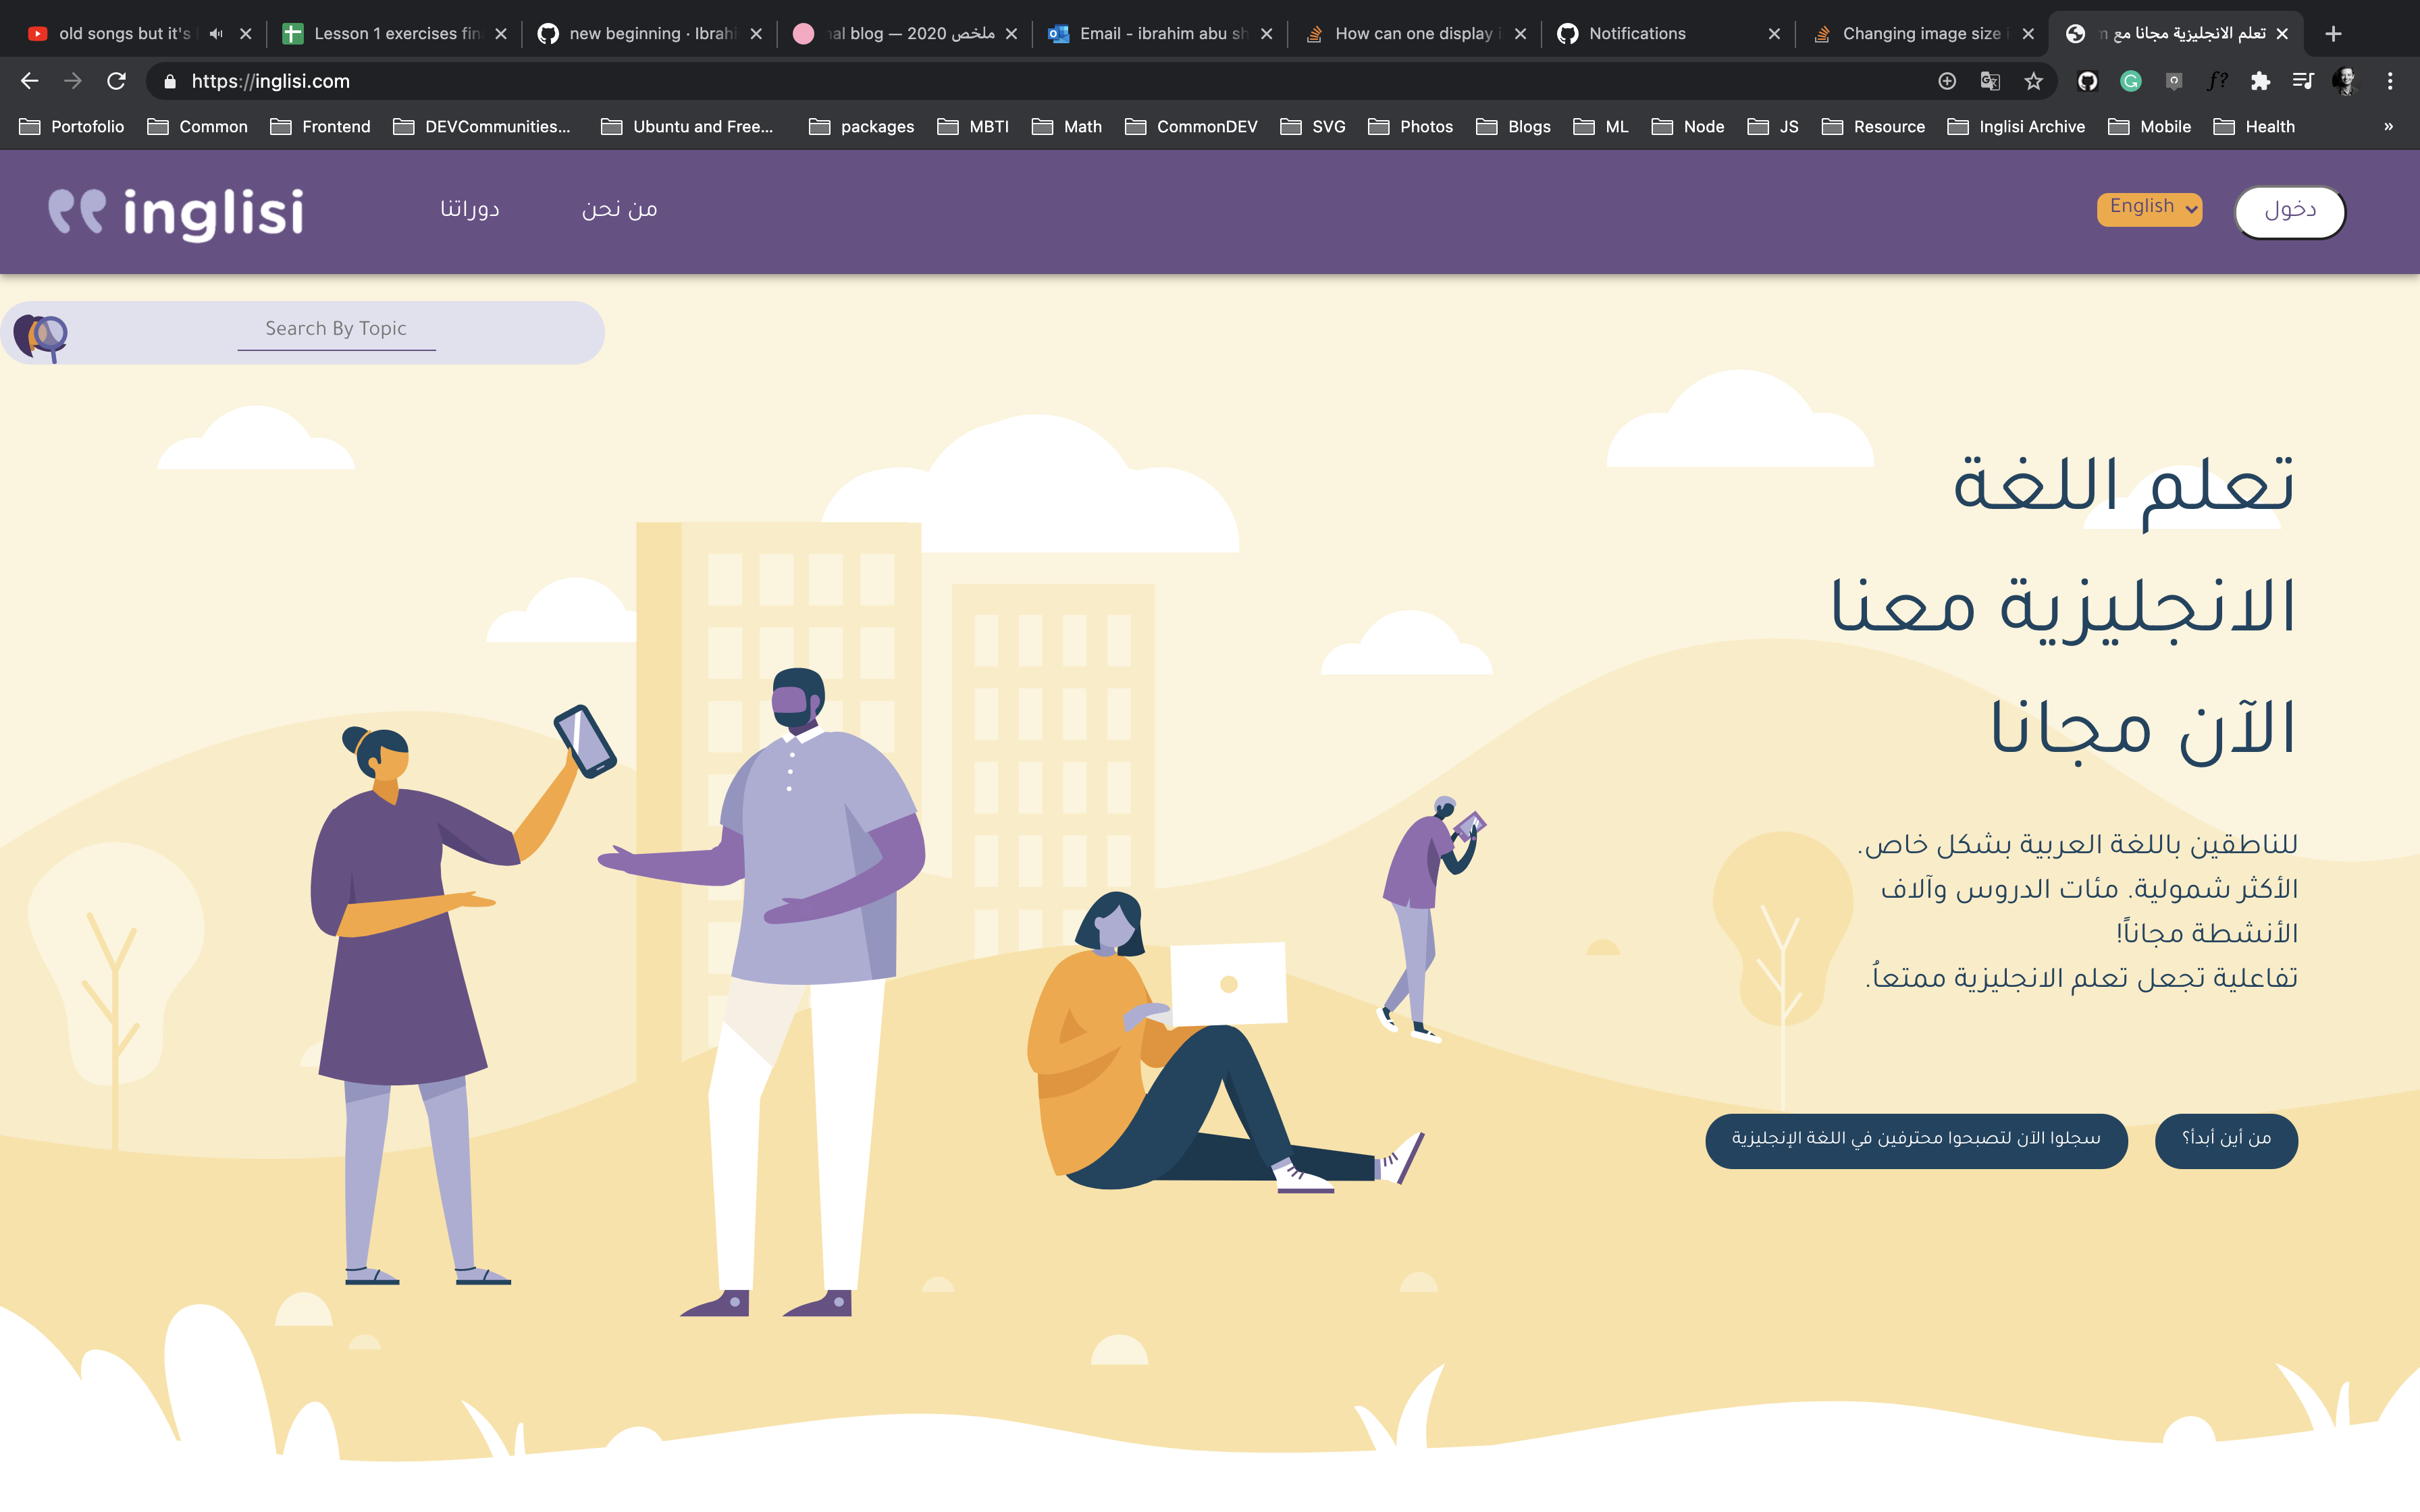 old songs but it's
Lesson 1 exercises fin
new beginning · Ibrahi
al blog — 2020 ملخص
Email - ibrahim abu sh
How can one display i
Notifications
Changing image size i
تعلم الانجليزية مجانا مع
https://inglisi.com
Portofolio
Common
Frontend
DEVCommunities...
Ubuntu and Free...
packages
MBTI
Math
CommonDEV
SVG
Photos
Blogs
ML
Node
JS
Resource
Inglisi Archive
Mobile
Health
»
inglisi
دوراتنا
من نحن
English
دخول
Search By Topic
تعلم اللغة
الانجليزية معنا
الآن مجانا
للناطقين باللغة العربية بشكل خاص.
الأكثر شمولية. مئات الدروس وآلاف
الأنشطة مجاناً!
تفاعلية تجعل تعلم الانجليزية ممتعاُ.
من أين أبدأ؟
سجلوا الآن لتصبحوا محترفين في اللغة الإنجليزية